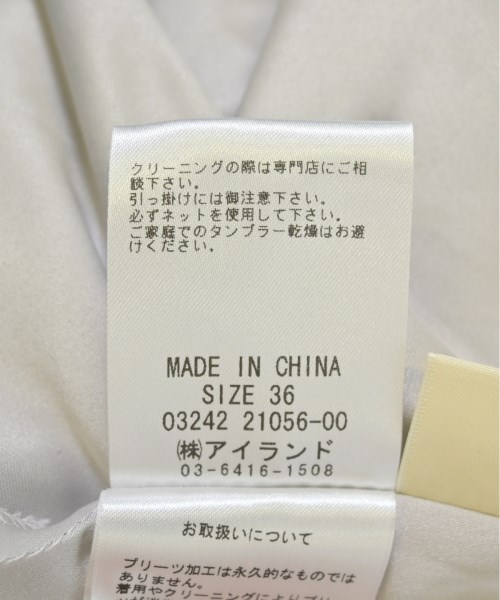 クリーニングの際は専門店にご相
談下さい。
引っ掛けには御注意下さい。
必ずネットを使用して下さい。
ご家庭でのタンブラー乾燥はお避
けください。
MADE IN CHINA
SIZE 36
03242 21056-00
㈱アイランド
03-6416-1508
お取扱いについて
プリーツ加工は永久的なものでは
ありません。
着用やクリーニングによりプリ